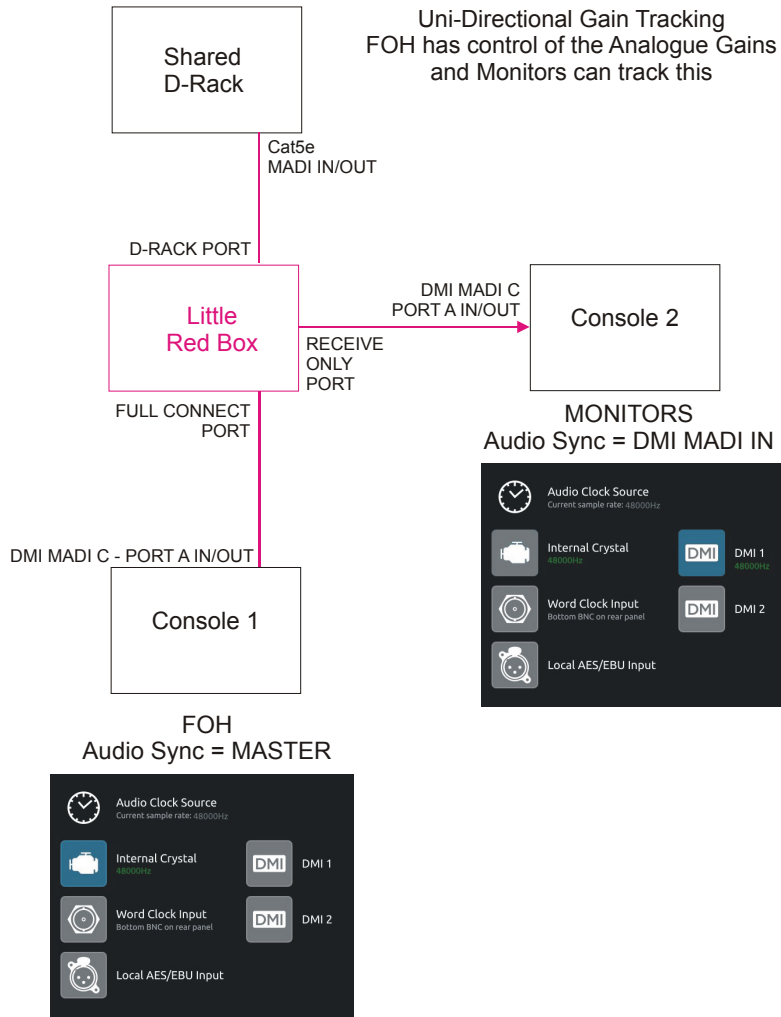 Uni-Directional Gain Tracking
FOH has control of the Analogue Gains
and Monitors can track this
Shared
D-Rack
Cat5e
MADI IN/OUT
D-RACK PORT
Little
Red Box
RECEIVE
ONLY
PORT
DMI MADI C
PORT A IN/OUT
Console 2
FULL CONNECT
PORT
MONITORS
Audio Sync = DMI MADI IN
Audio Clock Source
Current sample rate: 48000Hz
Internal Crystal
48000Hz
DMI
DMI 1
48000Hz
Word Clock Input
Bottom BNC on rear panel
DMI
DMI 2
Local AES/EBU Input
DMI MADI C - PORT A IN/OUT
Console 1
FOH
Audio Sync = MASTER
Audio Clock Source
Current sample rate: 48000Hz
Internal Crystal
48000Hz
DMI
DMI 1
Word Clock Input
Bottom BNC on rear panel
DMI
DMI 2
Local AES/EBU Input